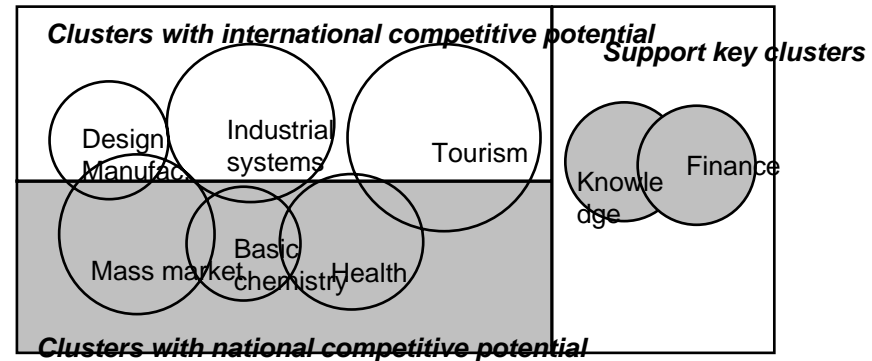 Clusters with international competitive potential
Support key clusters
Design
Manufac.
Industrial
systems
Tourism
Knowle
dge
Finance
Mass market
Basic
chemistry
Health
Clusters with national competitive potential